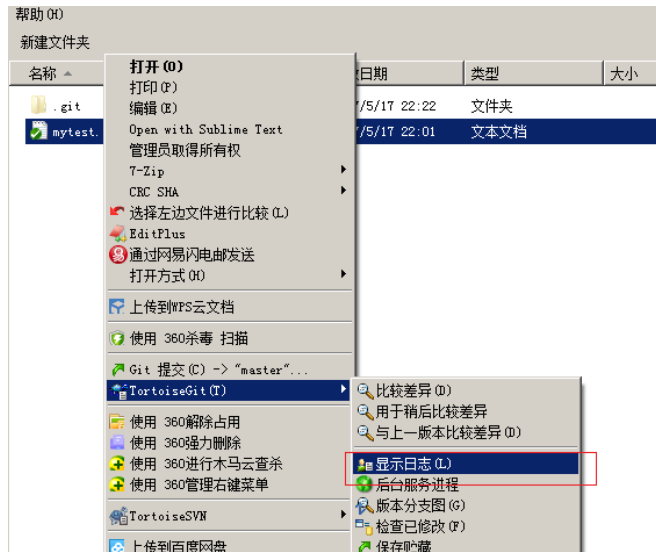 帮助(H)
新建文件夹
名称 日期 类型 大小
.git /5/17 22:22 文件夹
mytest. /5/17 22:01 文本文档
打开(O)
打印(P)
编辑(E)
Open with Sublime Text
管理员取得所有权
7-Zip
CRC SHA
选择左边文件进行比较(L)
EditPlus
通过网易闪电邮发送
打开方式(H)
上传到WPS云文档
使用 360杀毒 扫描
Git 提交(C) -> "master"...
TortoiseGit(T)
使用 360解除占用
使用 360强力删除
使用 360进行木马云查杀
使用 360管理右键菜单
TortoiseSVN
上传到百度网盘
比较差异(D)
用于稍后比较差异
与上一版本比较差异(D)
显示日志(L)
后台服务进程
版本分支图(G)
检查已修改(F)
保存贮藏